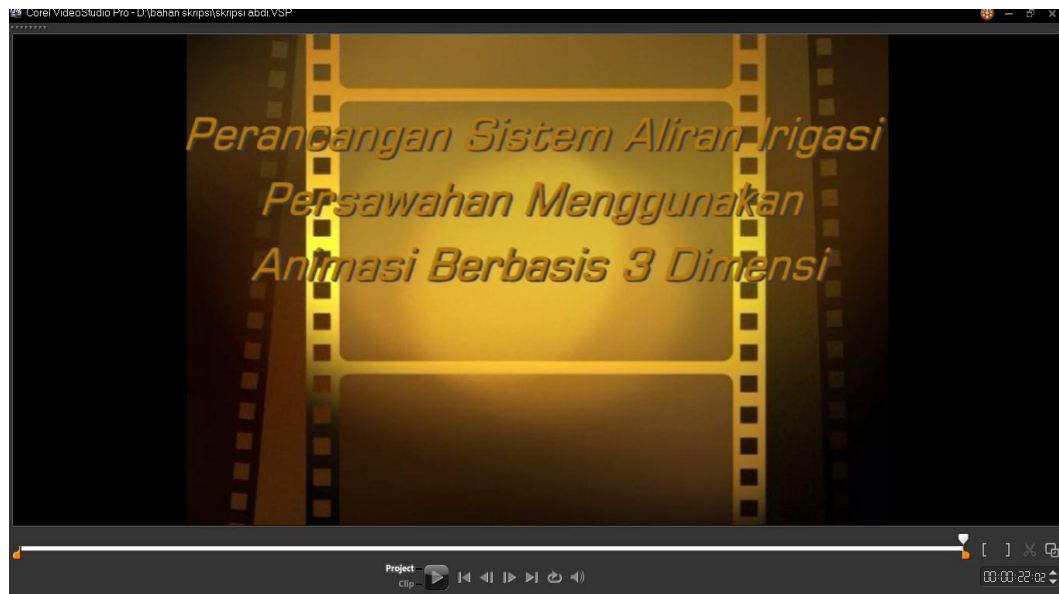 Corel VideoStudio Pro - D:\bahan skripsi\skripsi abdi.VSP
Perancangan Sistem Aliran Irigasi
Persawahan Menggunakan
Animasi Berbasis 3 Dimensi
Project
Clip
00:00:22:02